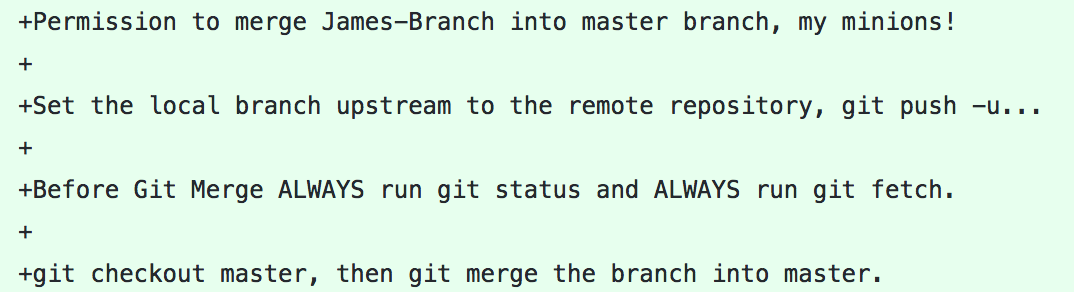 +Permission to merge James-Branch into master branch, my minions!
+
+Set the local branch upstream to the remote repository, git push -u...
+
+Before Git Merge ALWAYS run git status and ALWAYS run git fetch.
+
+git checkout master, then git merge the branch into master.